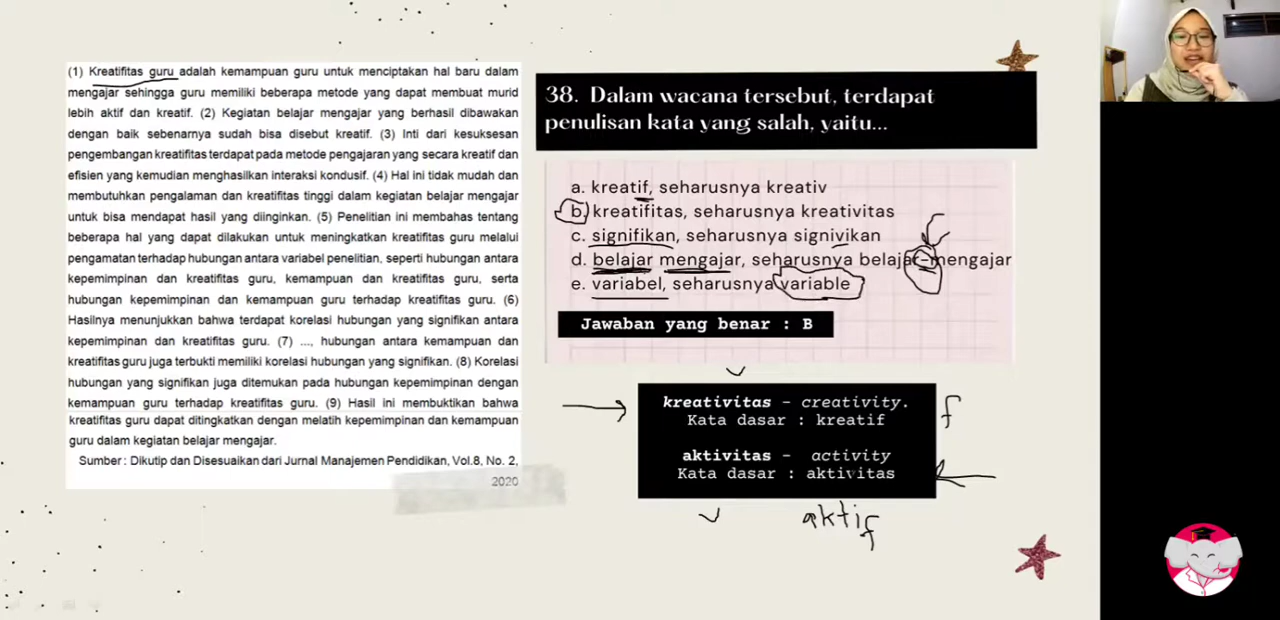 (1) Kreatifitas guru adalah kemampuan guru untuk menciptakan hal baru dalam
mengajar sehingga guru memiliki beberapa metode yang dapat membuat murid
lebih aktif dan kreatif. (2) Kegiatan belajar mengajar yang berhasil dibawakan
dengan baik sebenarnya sudah bisa disebut kreatif. (3) Inti dari kesuksesan
pengembangan kreatifitas terdapat pada metode pengajaran yang secara kreatif dan
efisien yang kemudian menghasilkan interaksi kondusif. (4) Hal ini tidak mudah dan
membutuhkan pengalaman dan kreatifitas tinggi dalam kegiatan belajar mengajar
untuk bisa mendapat hasil yang diinginkan. (5) Penelitian ini membahas tentang
beberapa hal yang dapat dilakukan untuk meningkatkan kreatifitas guru melalui
pengamatan terhadap hubungan antara variabel penelitian, seperti hubungan antara
kepemimpinan dan kreatifitas guru, kemampuan dan kreatifitas guru, serta
hubungan kepemimpinan dan kemampuan guru terhadap kreatifitas guru. (6)
Hasilnya menunjukkan bahwa terdapat korelasi hubungan yang signifikan antara
kepemimpinan dan kreatifitas guru. (7) ..., hubungan antara kemampuan dan
kreatifitas guru juga terbukti memiliki korelasi hubungan yang signifikan. (8) Korelasi
hubungan yang signifikan juga ditemukan pada hubungan kepemimpinan dengan
kemampuan guru terhadap kreatifitas guru. (9) Hasil ini membuktikan bahwa
kreatifitas guru dapat ditingkatkan dengan melatih kepemimpinan dan kemampuan
guru dalam kegiatan belajar mengajar.
Sumber : Dikutip dan Disesuaikan dari Jurnal Manajemen Pendidikan, Vol.8, No. 2,
2020
38. Dalam wacana tersebut, terdapat
penulisan kata yang salah, yaitu...
a. kreatif, seharusnya kreativ
b. kreatifitas, seharusnya kreativitas
c. signifikan, seharusnya signivikan
d. belajar mengajar, seharusnya belajar-mengajar
e. variabel, seharusnya variable
Jawaban yang benar : B
kreativitas - creativity.
Kata dasar : kreatif
f
aktivitas - activity
Kata dasar : aktivitas
aktif